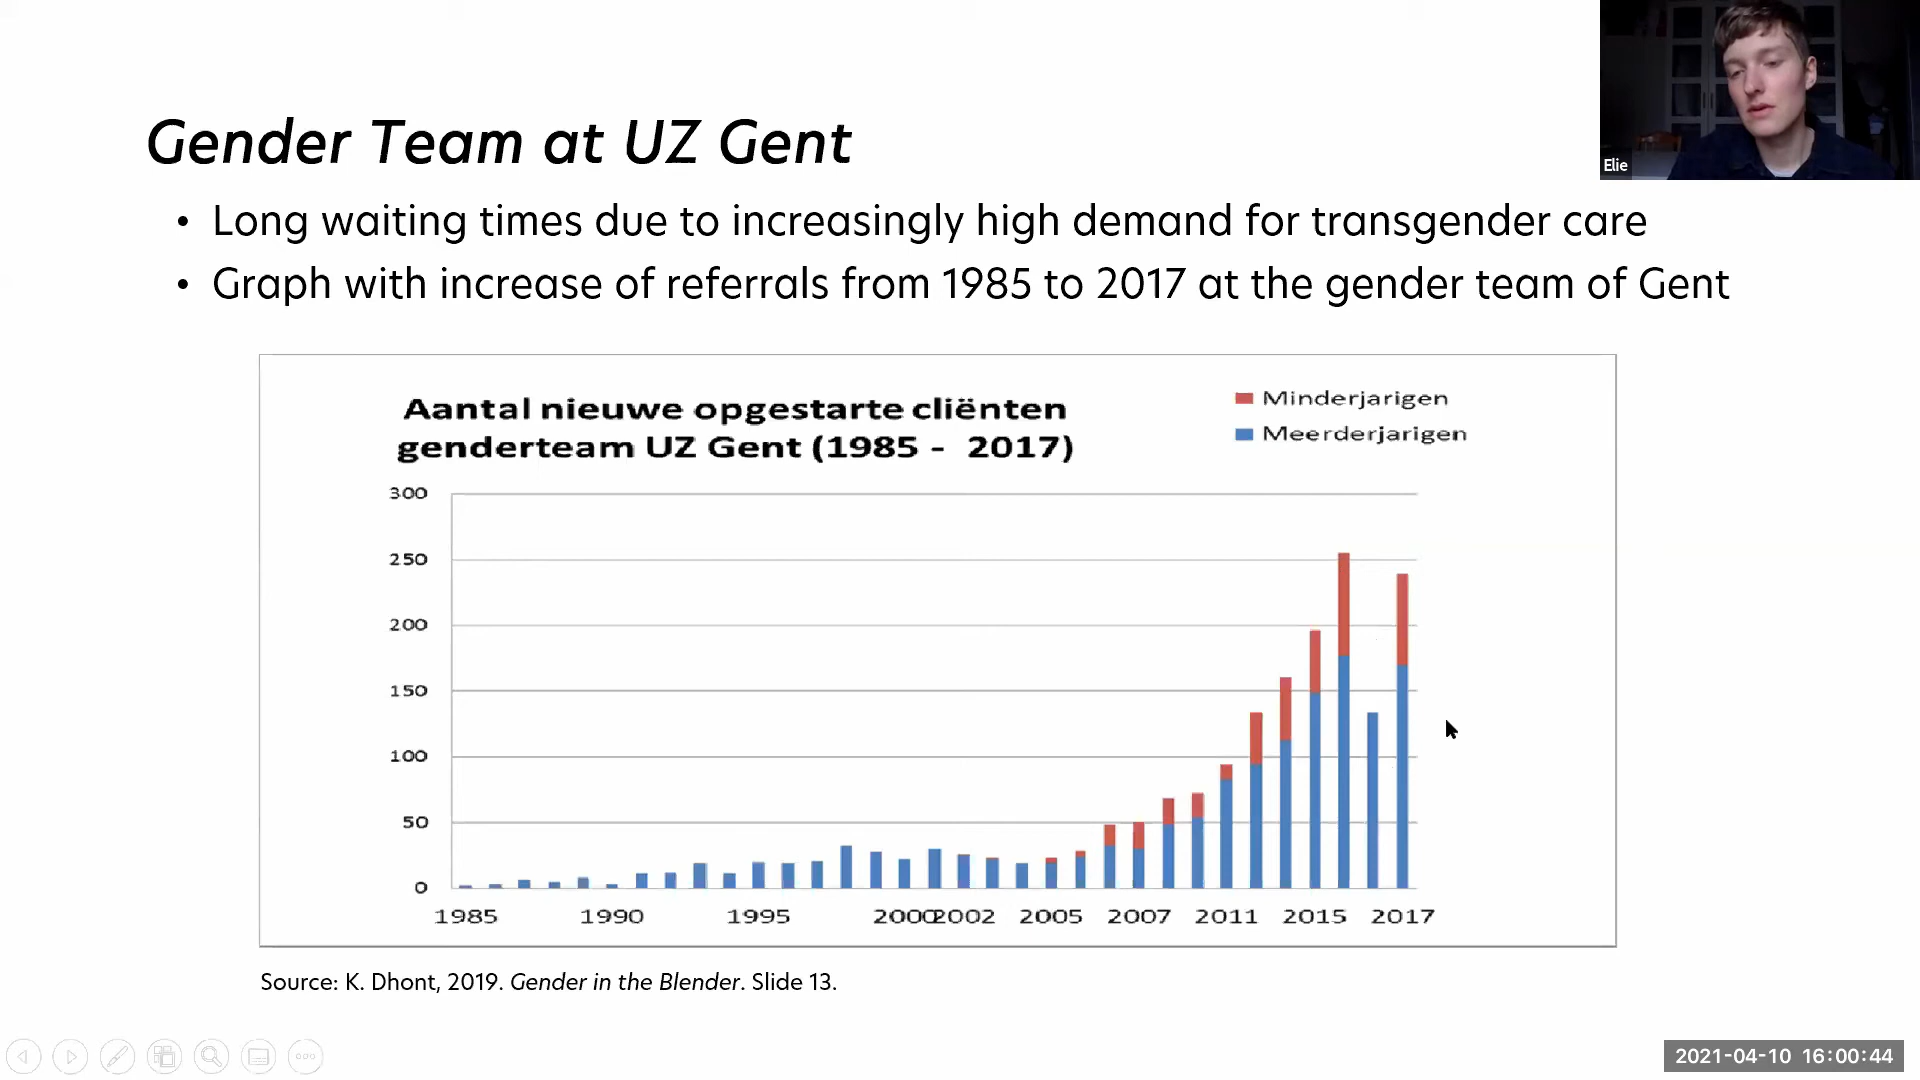 Elie
Gender Team at UZ Gent
• Long waiting times due to increasingly high demand for transgender care
• Graph with increase of referrals from 1985 to 2017 at the gender team of Gent
Aantal nieuwe opgestarte cliënten
genderteam UZ Gent (1985 - 2017)
Minderjarigen
Meerderjarigen
300
250
200
150
100
50
0
1985 1990 1995 2000 2002 2005 2007 2011 2015 2017
Source: K. Dhont, 2019. Gender in the Blender. Slide 13.
2021-04-10 16:00:44